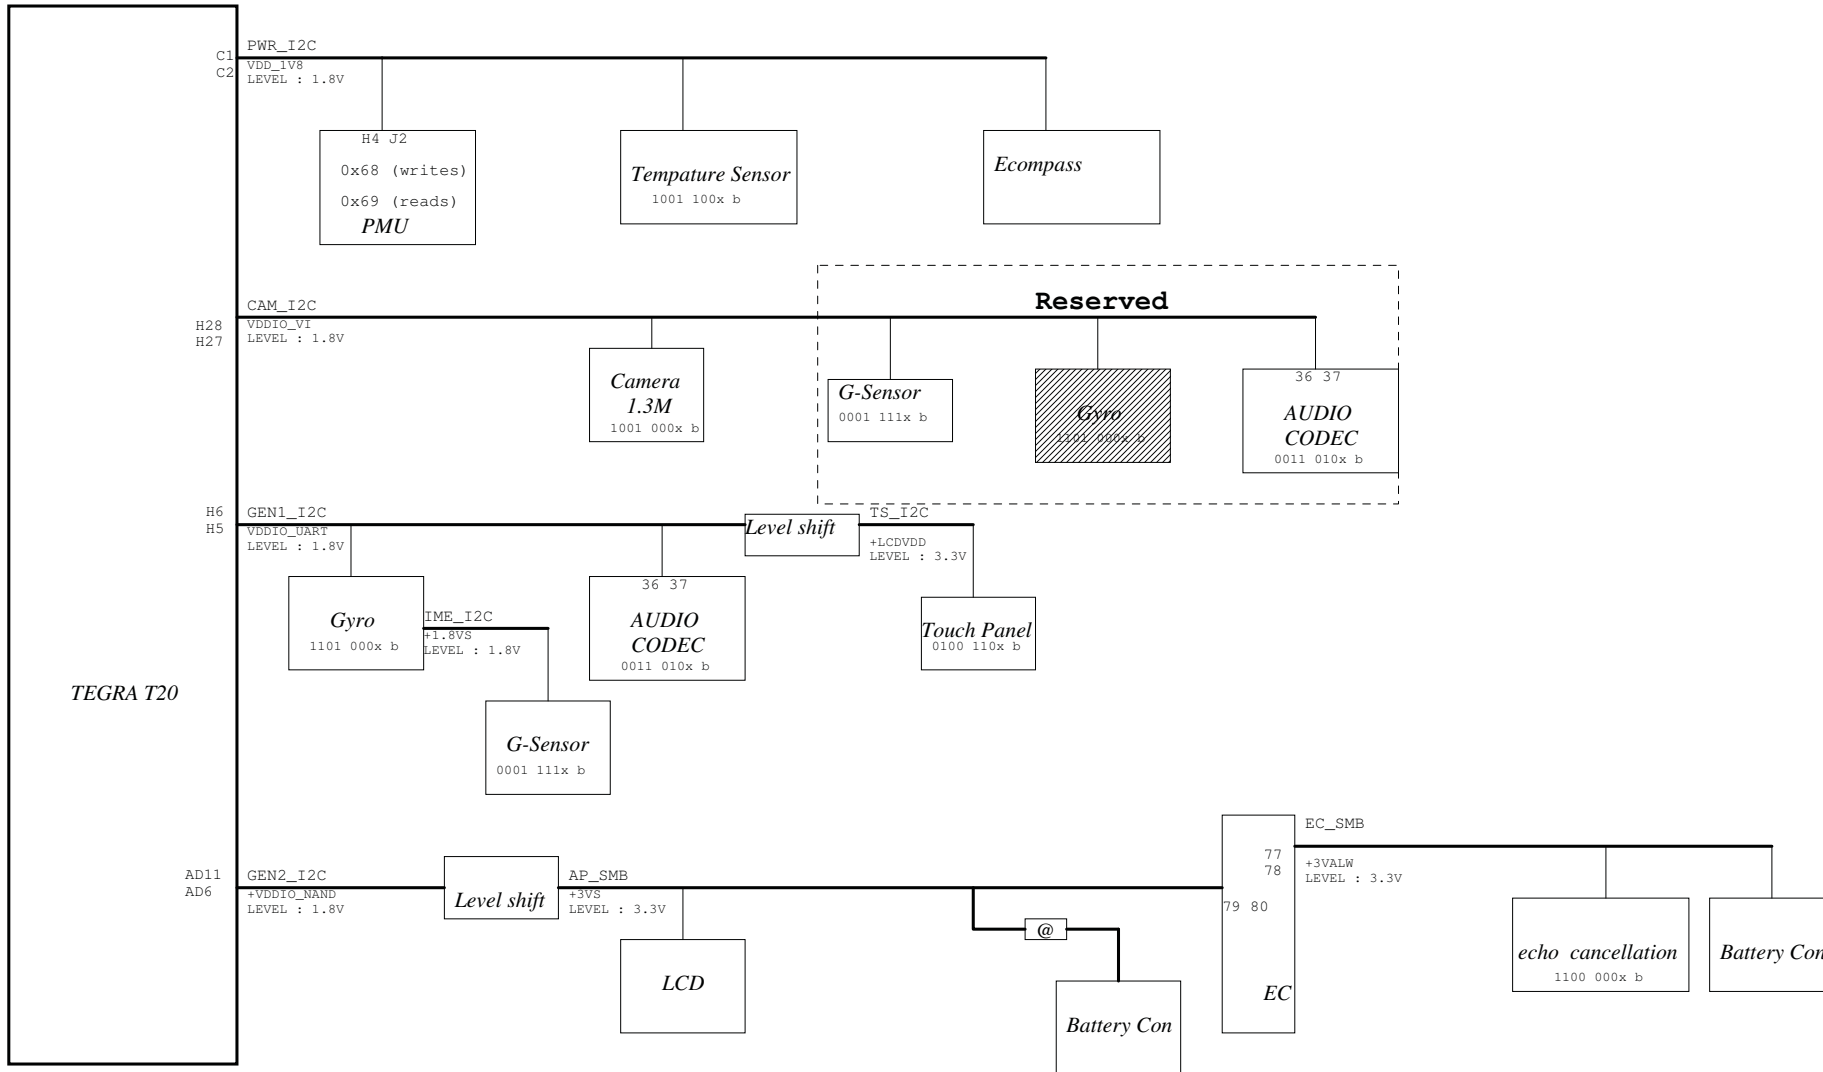 TEGRA T20
C1
C2
PWR_I2C
VDD_1V8
LEVEL : 1.8V
H4 J2
0x68 (writes)
0x69 (reads)
PMU
Tempature Sensor
1001 100x b
Ecompass
H28
H27
CAM_I2C
VDDIO_VI
LEVEL : 1.8V
Camera
1.3M
1001 000x b
Reserved
G-Sensor
0001 111x b
Gyro
1101 000x b
36 37
AUDIO
CODEC
0011 010x b
H6
H5
GEN1_I2C
VDDIO_UART
LEVEL : 1.8V
Gyro
1101 000x b
IME_I2C
+1.8VS
LEVEL : 1.8V
G-Sensor
0001 111x b
36 37
AUDIO
CODEC
0011 010x b
Level shift
TS_I2C
+LCDVDD
LEVEL : 3.3V
Touch Panel
0100 110x b
AD11
AD6
GEN2_I2C
+VDDIO_NAND
LEVEL : 1.8V
Level shift
AP_SMB
+3VS
LEVEL : 3.3V
LCD
@
Battery Con
77
78
79 80
EC
EC_SMB
+3VALW
LEVEL : 3.3V
echo cancellation
1100 000x b
Battery Con